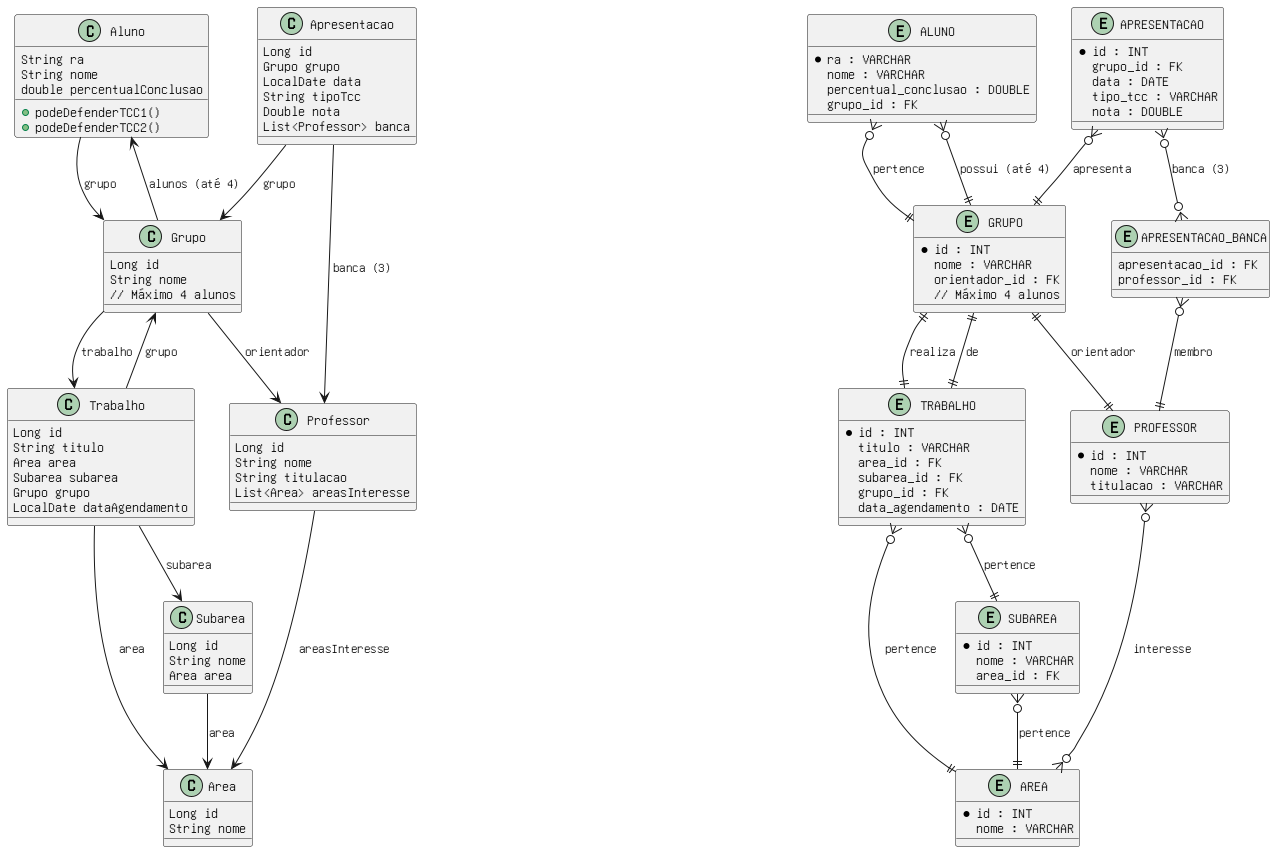 C Aluno
String ra
String nome
double percentualConclusao
podeDefenderTCC1()
podeDefenderTCC2()
C Apresentacao
Long id
Grupo grupo
LocalDate data
String tipoTcc
Double nota
List<Professor> banca
grupo
alunos (até 4)
grupo
C Grupo
Long id
String nome
// Máximo 4 alunos
banca (3)
trabalho
grupo
orientador
C Trabalho
Long id
String titulo
Area area
Subarea subarea
Grupo grupo
LocalDate dataAgendamento
C Professor
Long id
String nome
String titulacao
List<Area> areasInteresse
subarea
C Subarea
Long id
String nome
Area area
area
areasInteresse
area
C Area
Long id
String nome
E ALUNO
ra : VARCHAR
nome : VARCHAR
percentual_conclusao : DOUBLE
grupo_id : FK
E APRESENTACAO
id : INT
grupo_id : FK
data : DATE
tipo_tcc : VARCHAR
nota : DOUBLE
pertence
possui (até 4)
apresenta
banca (3)
E GRUPO
id : INT
nome : VARCHAR
orientador_id : FK
// Máximo 4 alunos
E APRESENTACAO_BANCA
apresentacao_id : FK
professor_id : FK
realiza
de
orientador
membro
E TRABALHO
id : INT
titulo : VARCHAR
area_id : FK
subarea_id : FK
grupo_id : FK
data_agendamento : DATE
E PROFESSOR
id : INT
nome : VARCHAR
titulacao : VARCHAR
pertence
E SUBAREA
id : INT
nome : VARCHAR
area_id : FK
pertence
interesse
pertence
E AREA
id : INT
nome : VARCHAR